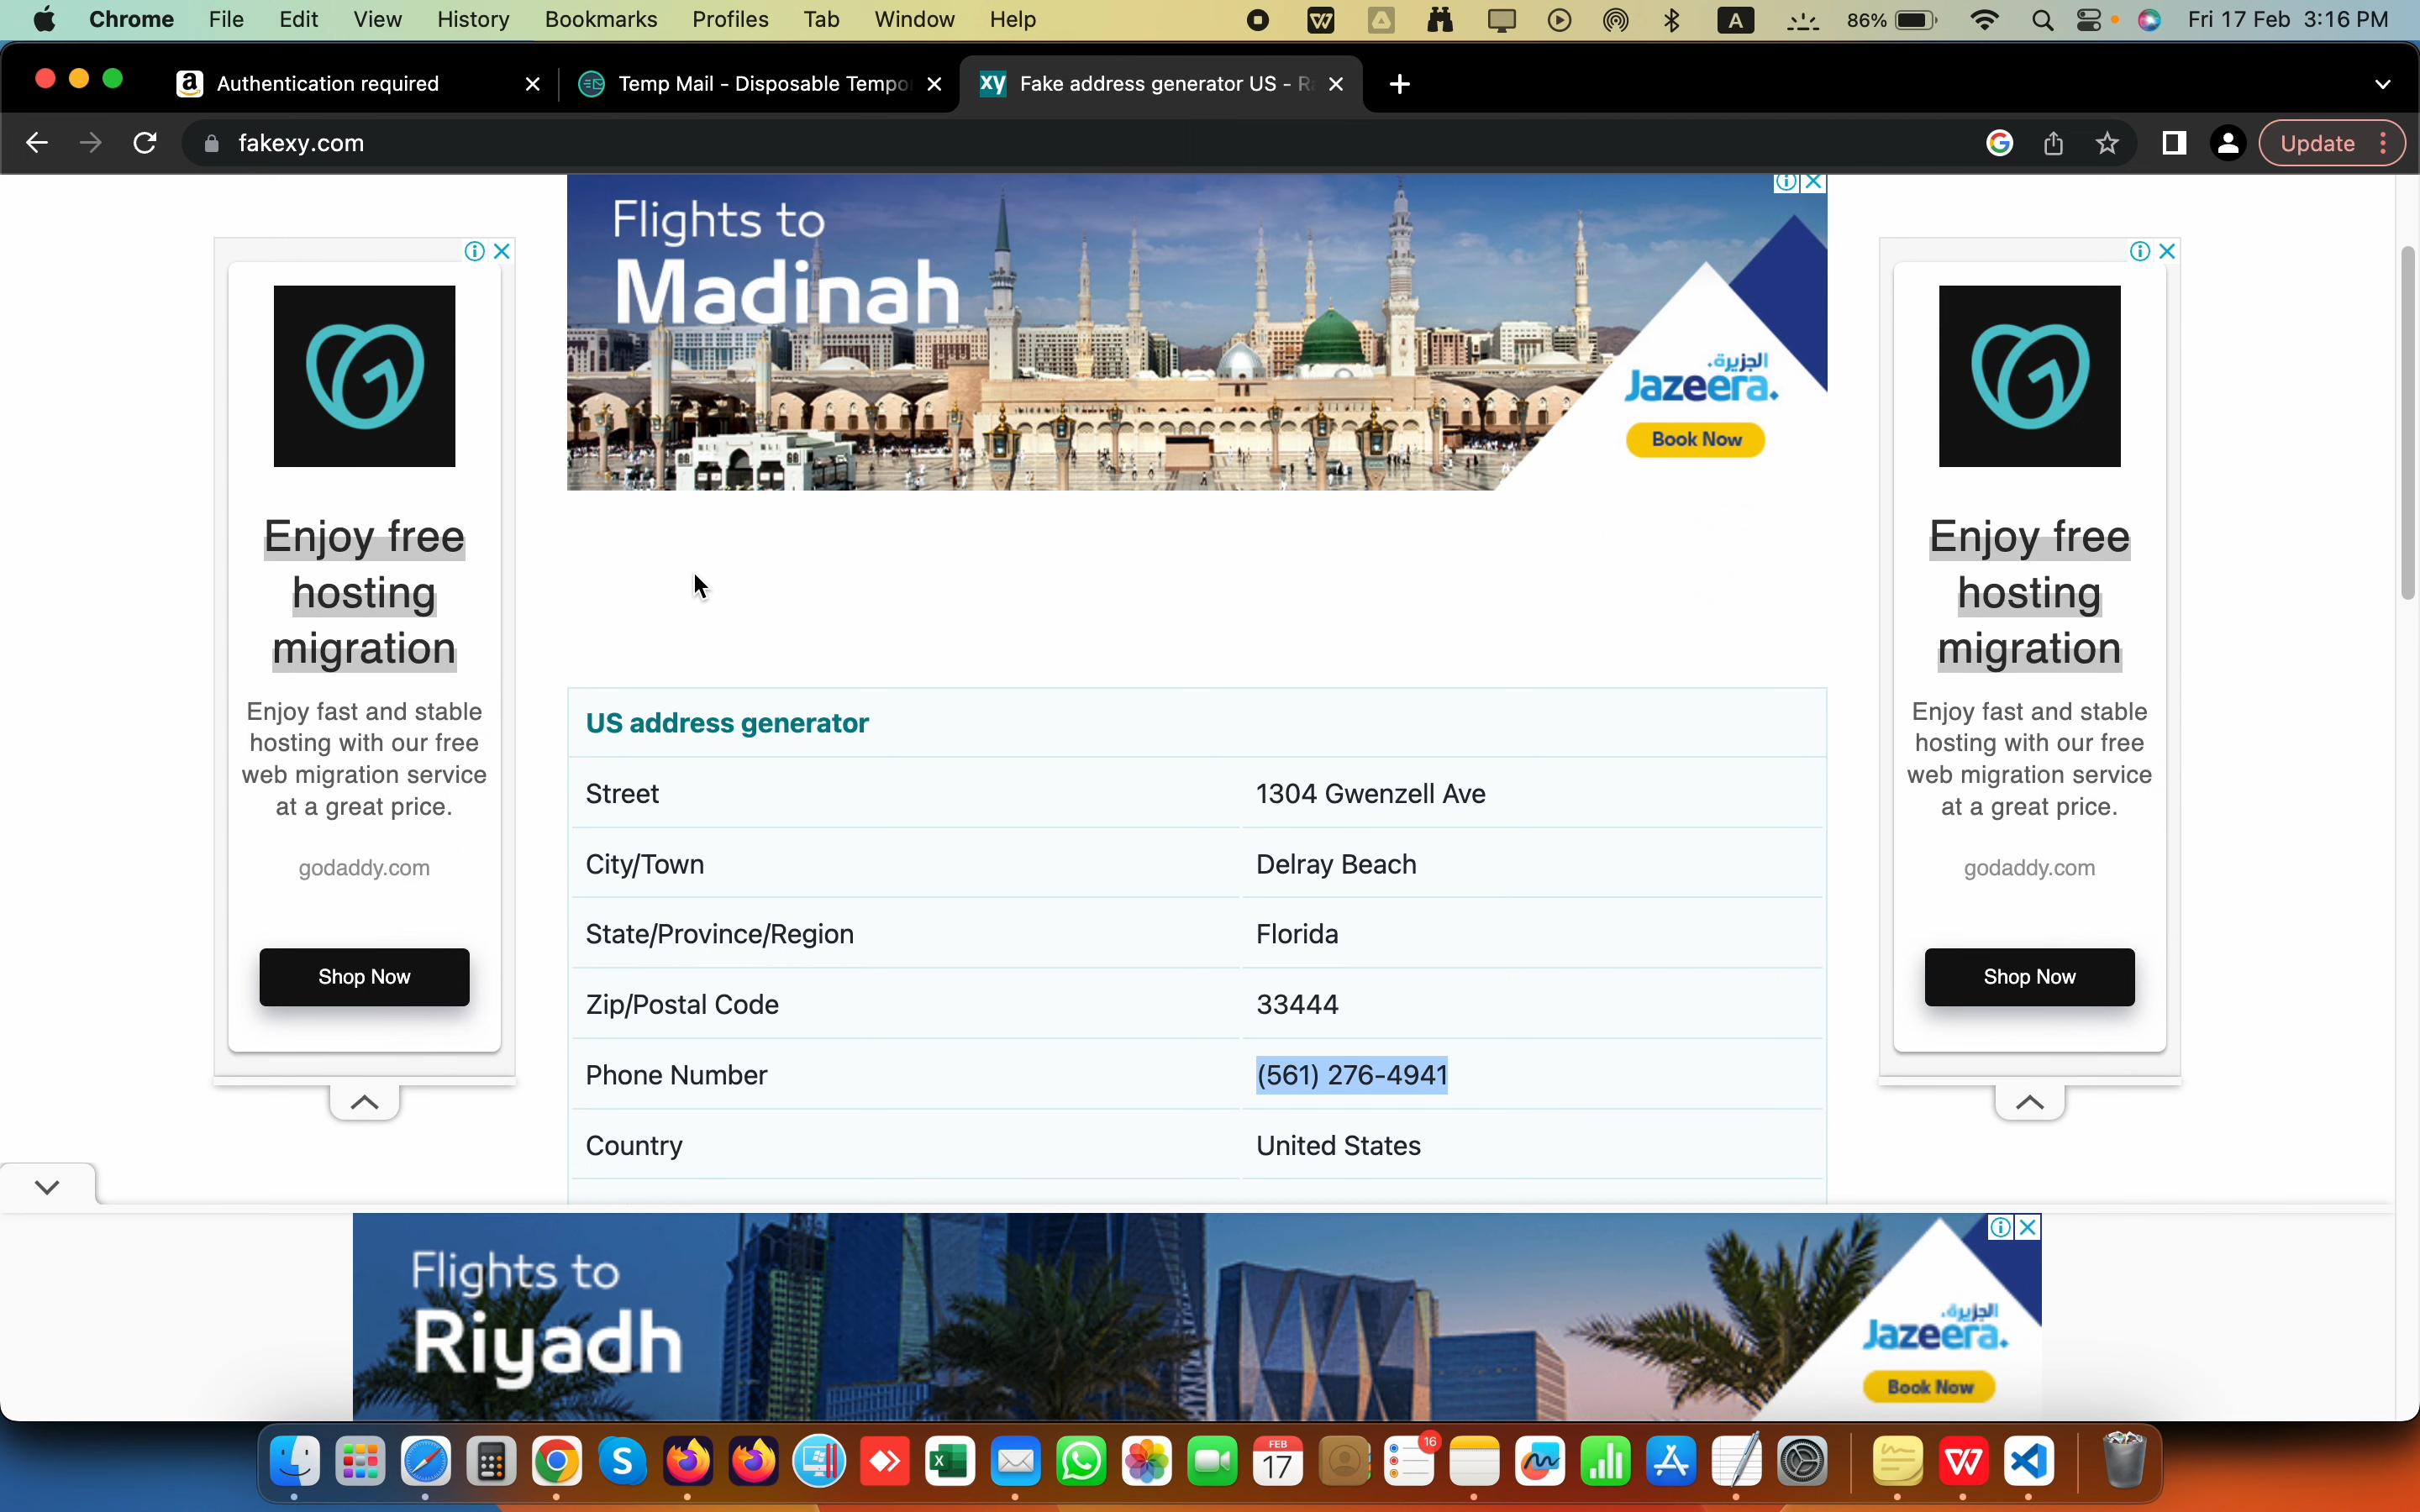 Chrome File Edit View History Bookmarks Profiles Tab Window Help A 86% Fri 17 Feb 3:16 PM
Authentication required
Temp Mail - Disposable Tempo
XY Fake address generator US - R
fakexy.com
Update
Flights to
Madinah
الجزيرة.
Jazeera.
Book Now
Enjoy free
hosting
migration
Enjoy fast and stable
hosting with our free
web migration service
at a great price.
godaddy.com
Shop Now
Enjoy free
hosting
migration
Enjoy fast and stable
hosting with our free
web migration service
at a great price.
godaddy.com
Shop Now
US address generator
Street 1304 Gwenzell Ave
City/Town Delray Beach
State/Province/Region Florida
Zip/Postal Code 33444
Phone Number (561) 276-4941
Country United States
Flights to
Riyadh
الجزيرة.
Jazeera.
Book Now
FEB
17
16